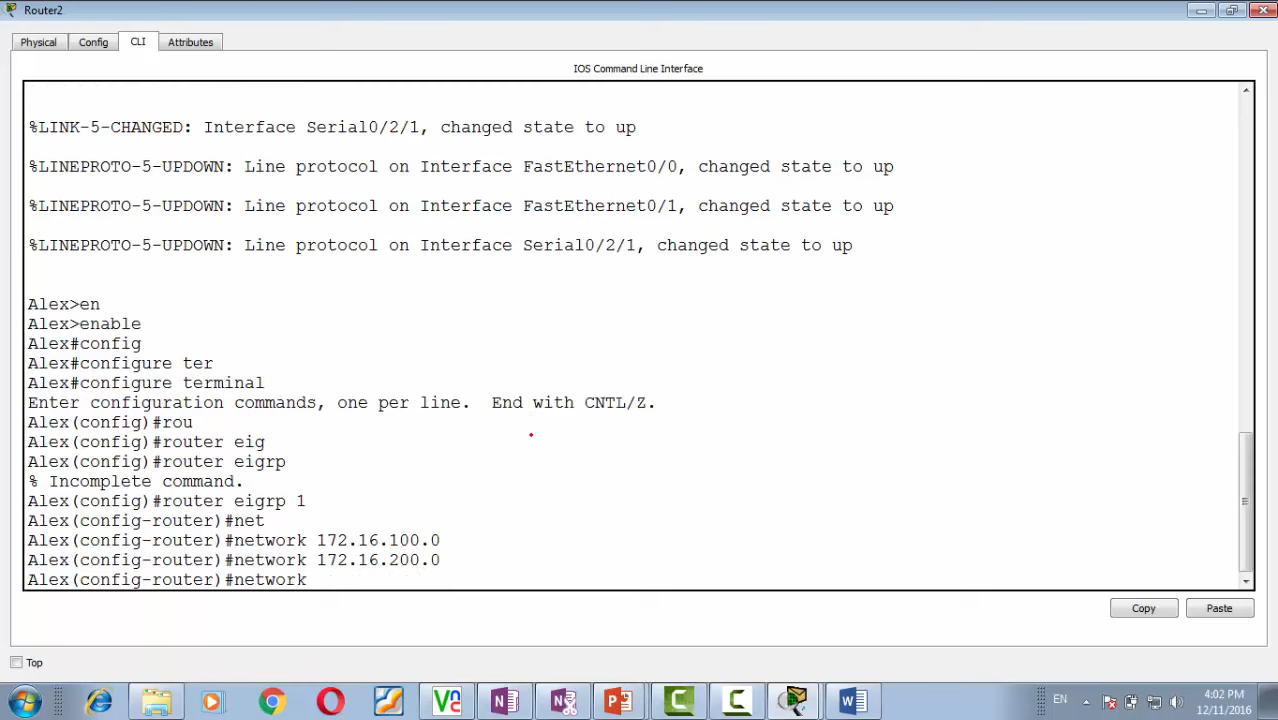 Router2
Physical Config CLI Attributes
IOS Command Line Interface
%LINK-5-CHANGED: Interface Serial0/2/1, changed state to up
%LINEPROTO-5-UPDOWN: Line protocol on Interface FastEthernet0/0, changed state to up
%LINEPROTO-5-UPDOWN: Line protocol on Interface FastEthernet0/1, changed state to up
%LINEPROTO-5-UPDOWN: Line protocol on Interface Serial0/2/1, changed state to up
Alex>en
Alex>enable
Alex#config
Alex#configure ter
Alex#configure terminal
Enter configuration commands, one per line.  End with CNTL/Z.
Alex(config)#rou
Alex(config)#router eig
Alex(config)#router eigrp
% Incomplete command.
Alex(config)#router eigrp 1
Alex(config-router)#net
Alex(config-router)#network 172.16.100.0
Alex(config-router)#network 172.16.200.0
Alex(config-router)#network
Copy Paste
Top
EN
4:02 PM
12/11/2016